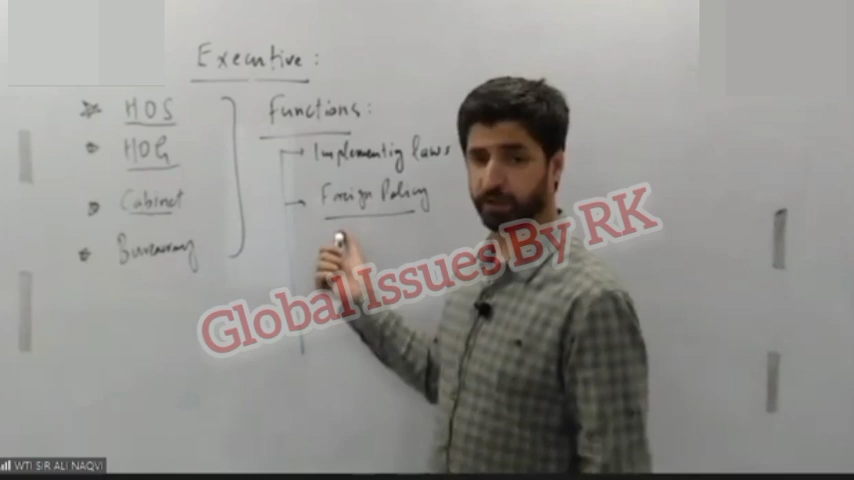 Executive :
HOS
HOG
Cabinet
Bureaucracy
Functions :
Implementing laws
Foreign Policy
Global Issues By RK
WTI SIR ALI NAQVI